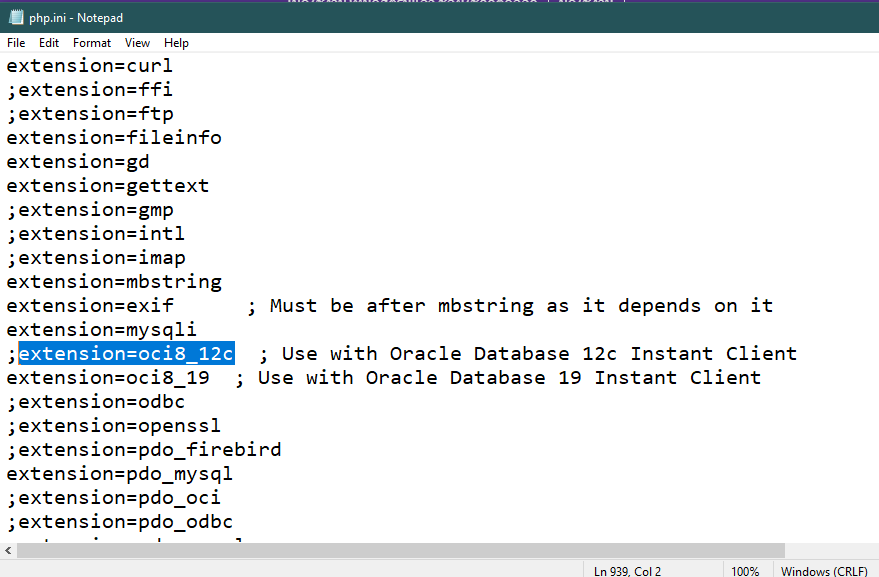 php.ini - Notepad
File Edit Format View Help
extension=curl
;extension=ffi
;extension=ftp
extension=fileinfo
extension=gd
extension=gettext
;extension=gmp
;extension=intl
;extension=imap
extension=mbstring
extension=exif      ; Must be after mbstring as it depends on it
extension=mysqli
;extension=oci8_12c  ; Use with Oracle Database 12c Instant Client
extension=oci8_19  ; Use with Oracle Database 19 Instant Client
;extension=odbc
;extension=openssl
;extension=pdo_firebird
extension=pdo_mysql
;extension=pdo_oci
;extension=pdo_odbc
Ln 939, Col 2 100% Windows (CRLF)